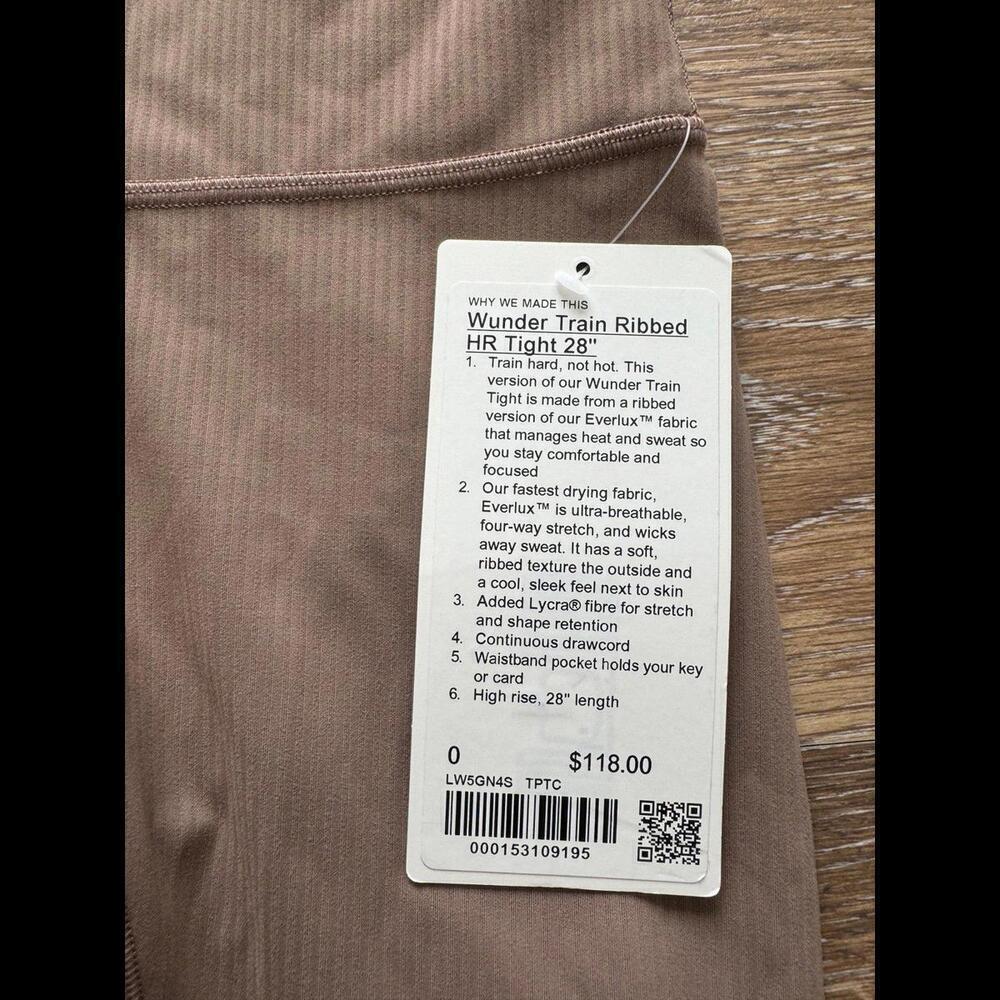 WHY WE MADE THIS
Wunder Train Ribbed
HR Tight 28"
1. Train hard, not hot. This
version of our Wunder Train
Tight is made from a ribbed
version of our Everlux™ fabric
that manages heat and sweat so
you stay comfortable and
focused
2. Our fastest drying fabric,
Everlux™ is ultra-breathable,
four-way stretch, and wicks
away sweat. It has a soft,
ribbed texture the outside and
a cool, sleek feel next to skin
3. Added Lycra® fibre for stretch
and shape retention
4. Continuous drawcord
5. Waistband pocket holds your key
or card
6. High rise, 28" length
0 $118.00
LW5GN4S TPTC
000153109195